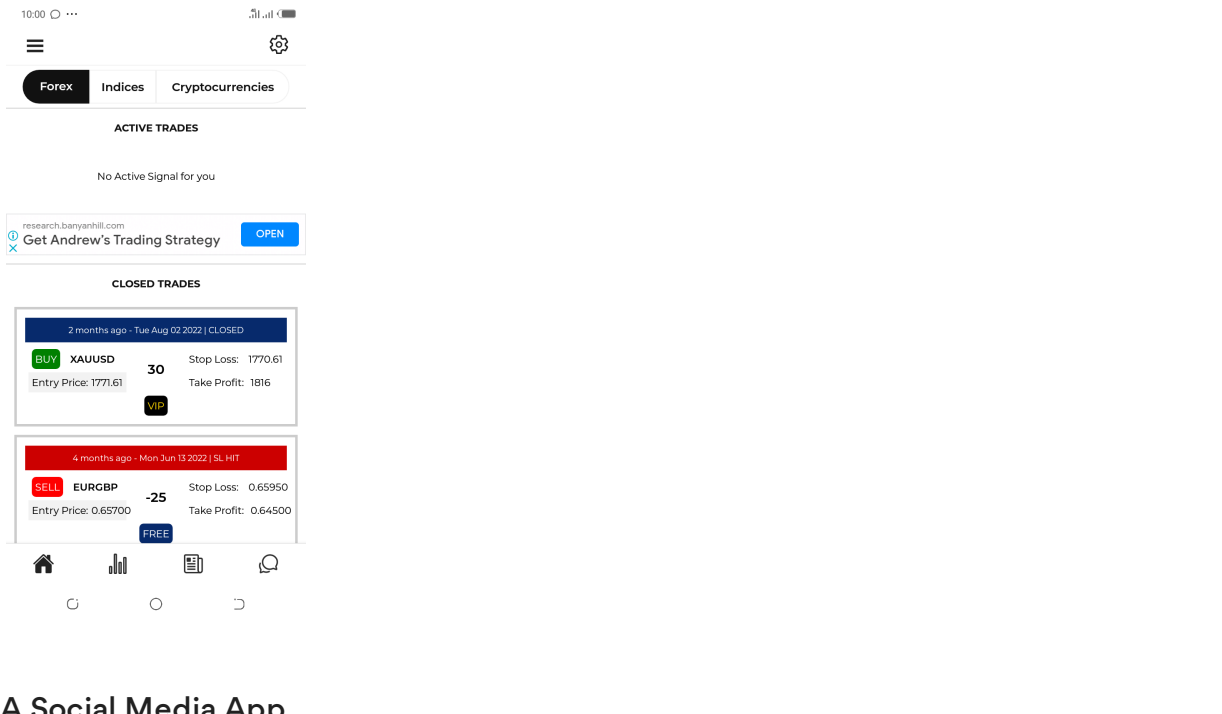 10:00
Forex Indices Cryptocurrencies
ACTIVE TRADES
No Active Signal for you
research.banyanhill.com
Get Andrew's Trading Strategy
OPEN
CLOSED TRADES
2 months ago - Tue Aug 02 2022 | CLOSED
BUY XAUUSD 30 Stop Loss: 1770.61
Entry Price: 1771.61 Take Profit: 1816
VIP
4 months ago - Mon Jun 13 2022 | SL HIT
SELL EURGBP -25 Stop Loss: 0.65950
Entry Price: 0.65700 Take Profit: 0.64500
FREE
A Social Media App